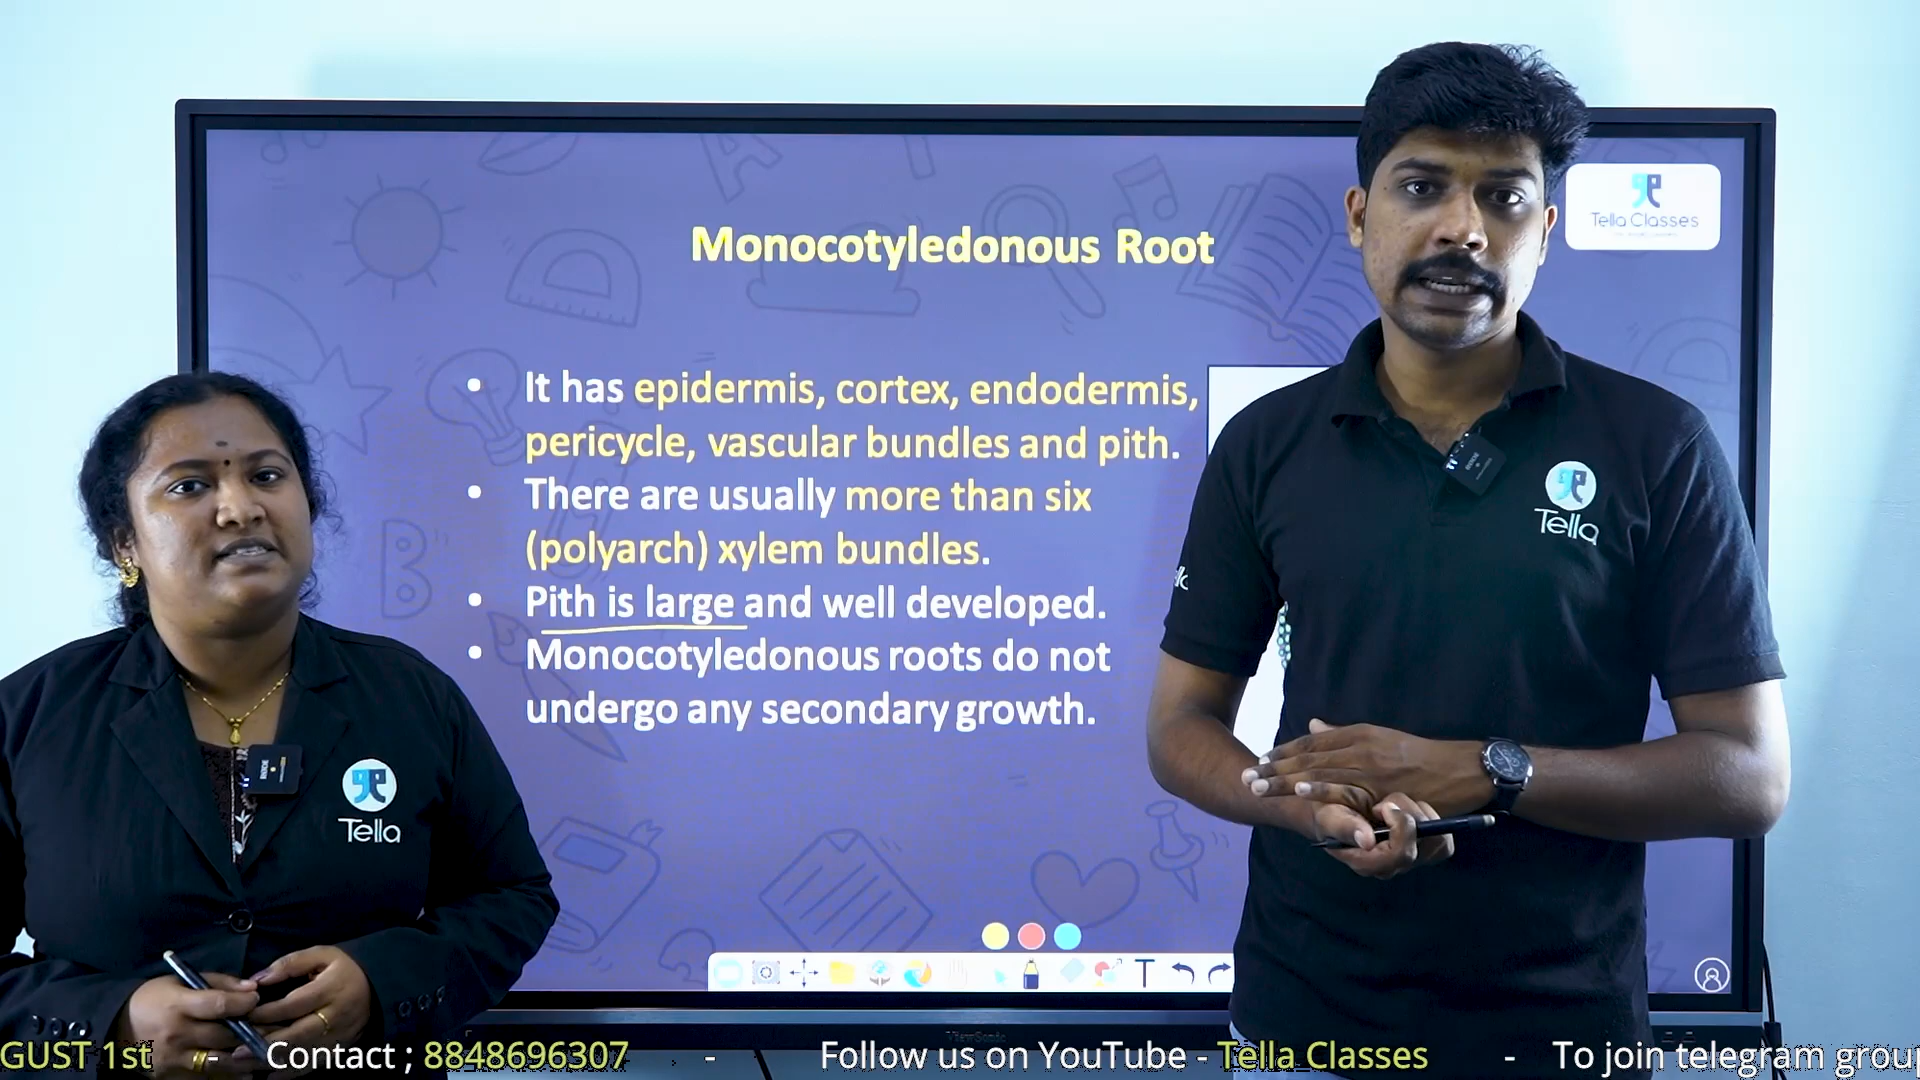 Monocotyledonous Root
Tella Classes
• It has epidermis, cortex, endodermis,
pericycle, vascular bundles and pith.
• There are usually more than six
(polyarch) xylem bundles.
• Pith is large and well developed.
• Monocotyledonous roots do not
undergo any secondary growth.
Tella
Tella
T
ViewSonic
GUST 1st - Contact ; 8848696307 - Follow us on YouTube - Tella Classes - To join telegram grou